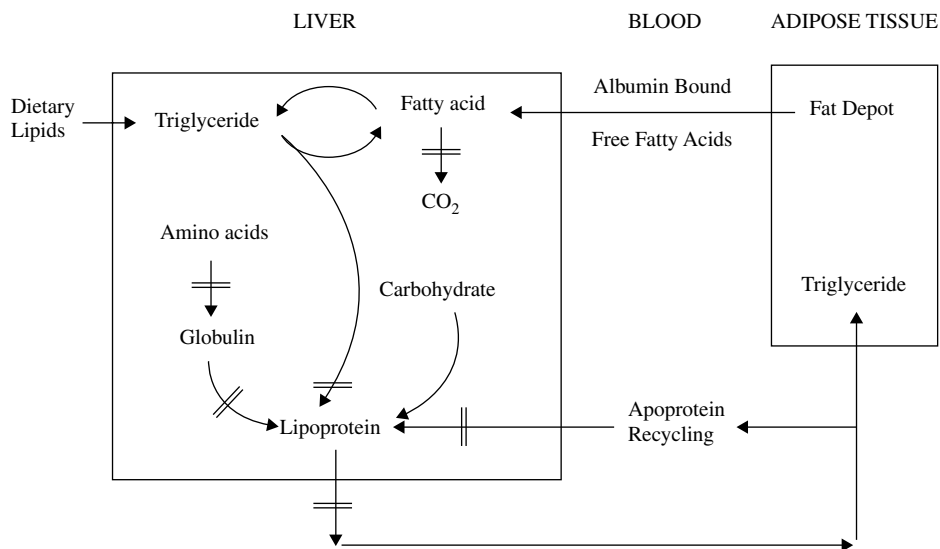 LIVER
BLOOD
ADIPOSE TISSUE
Dietary
Lipids
Triglyceride
Fatty acid
Albumin Bound
Free Fatty Acids
Fat Depot
CO2
Amino acids
Carbohydrate
Triglyceride
Globulin
Lipoprotein
Apoprotein
Recycling